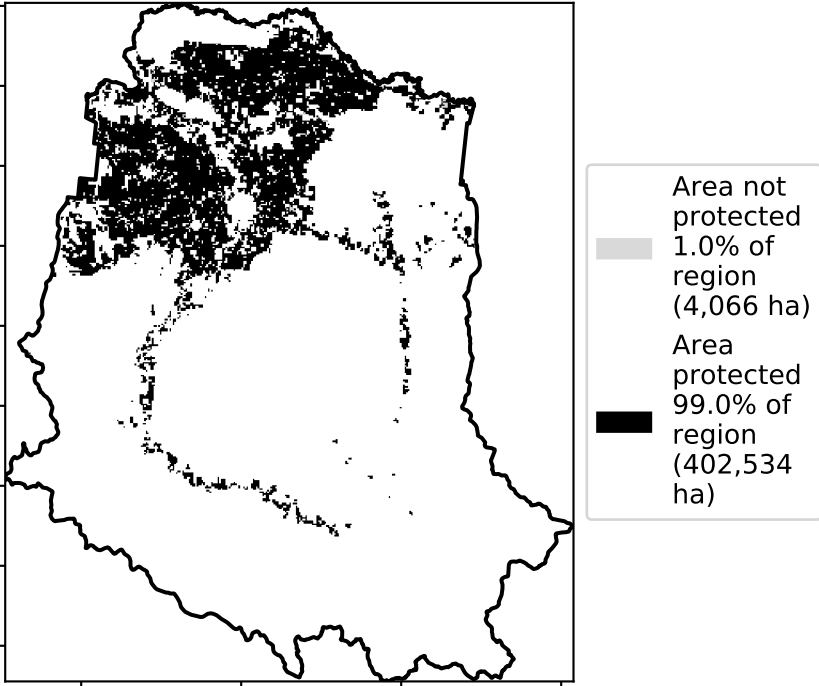 Area not
protected
1.0% of
region
(4,066 ha)
Area
protected
99.0% of
region
(402,534
ha)